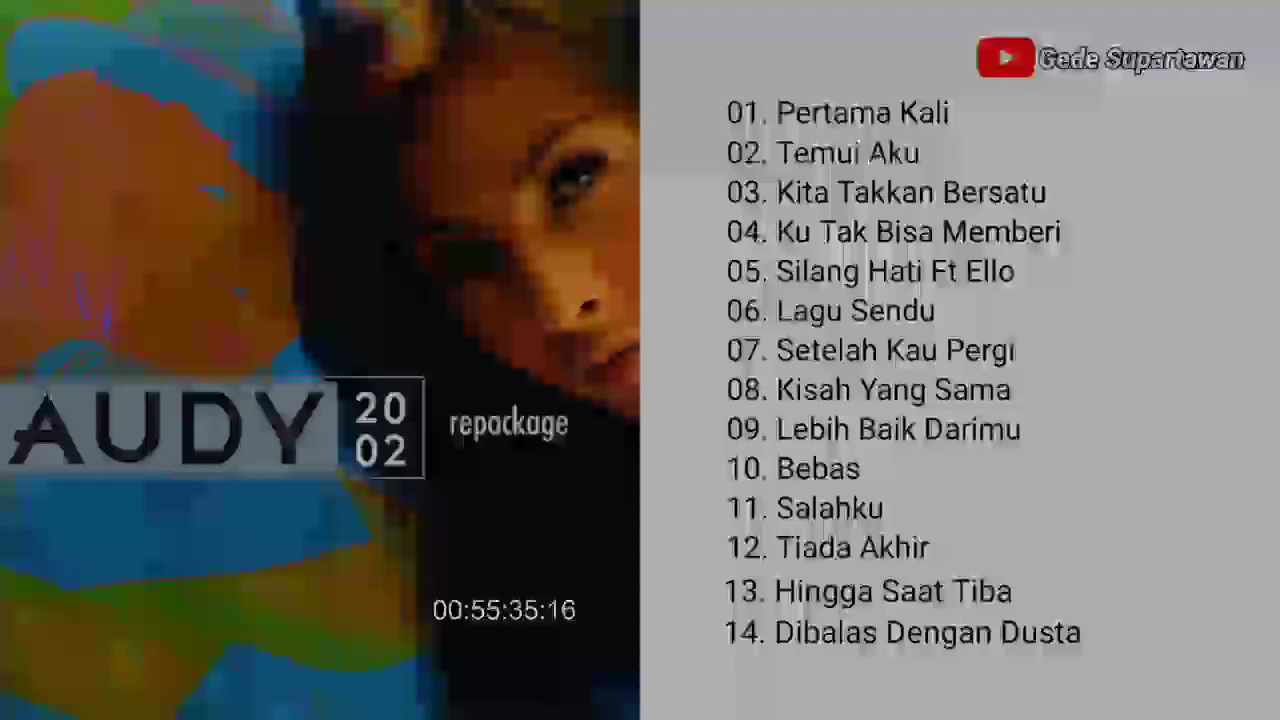 AUDY
20
02
repackage
00:55:35:16
Gede Supartawan
01. Pertama Kali
02. Temui Aku
03. Kita Takkan Bersatu
04. Ku Tak Bisa Memberi
05. Silang Hati Ft Ello
06. Lagu Sendu
07. Setelah Kau Pergi
08. Kisah Yang Sama
09. Lebih Baik Darimu
10. Bebas
11. Salahku
12. Tiada Akhir
13. Hingga Saat Tiba
14. Dibalas Dengan Dusta